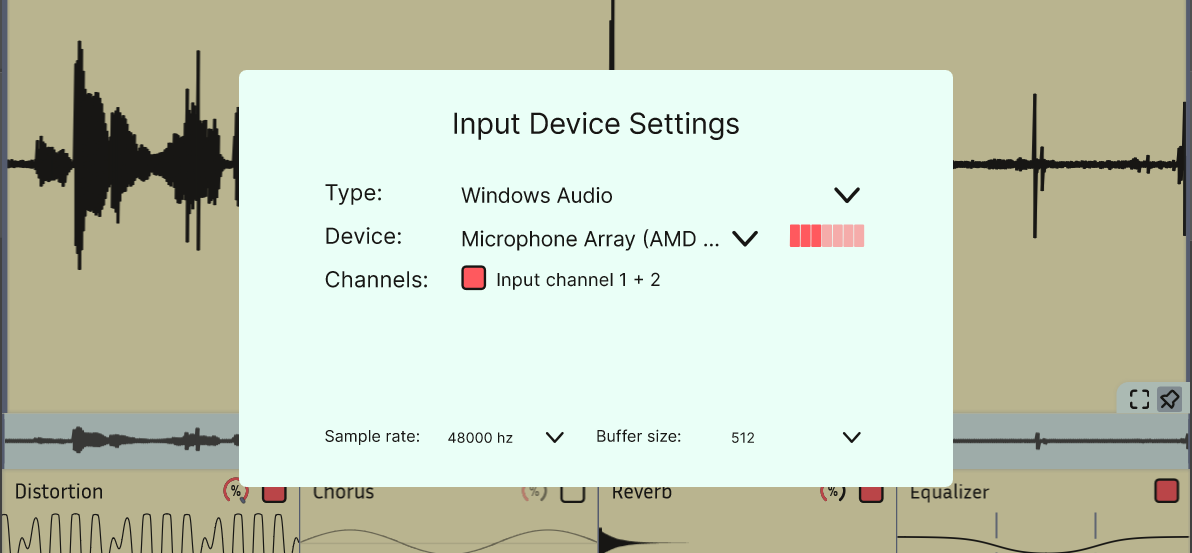 Input Device Settings
Type: Windows Audio
Device: Microphone Array (AMD ...
Channels: Input channel 1 + 2
Sample rate: 48000 hz Buffer size: 512
Distortion % Chorus % Reverb % Equalizer